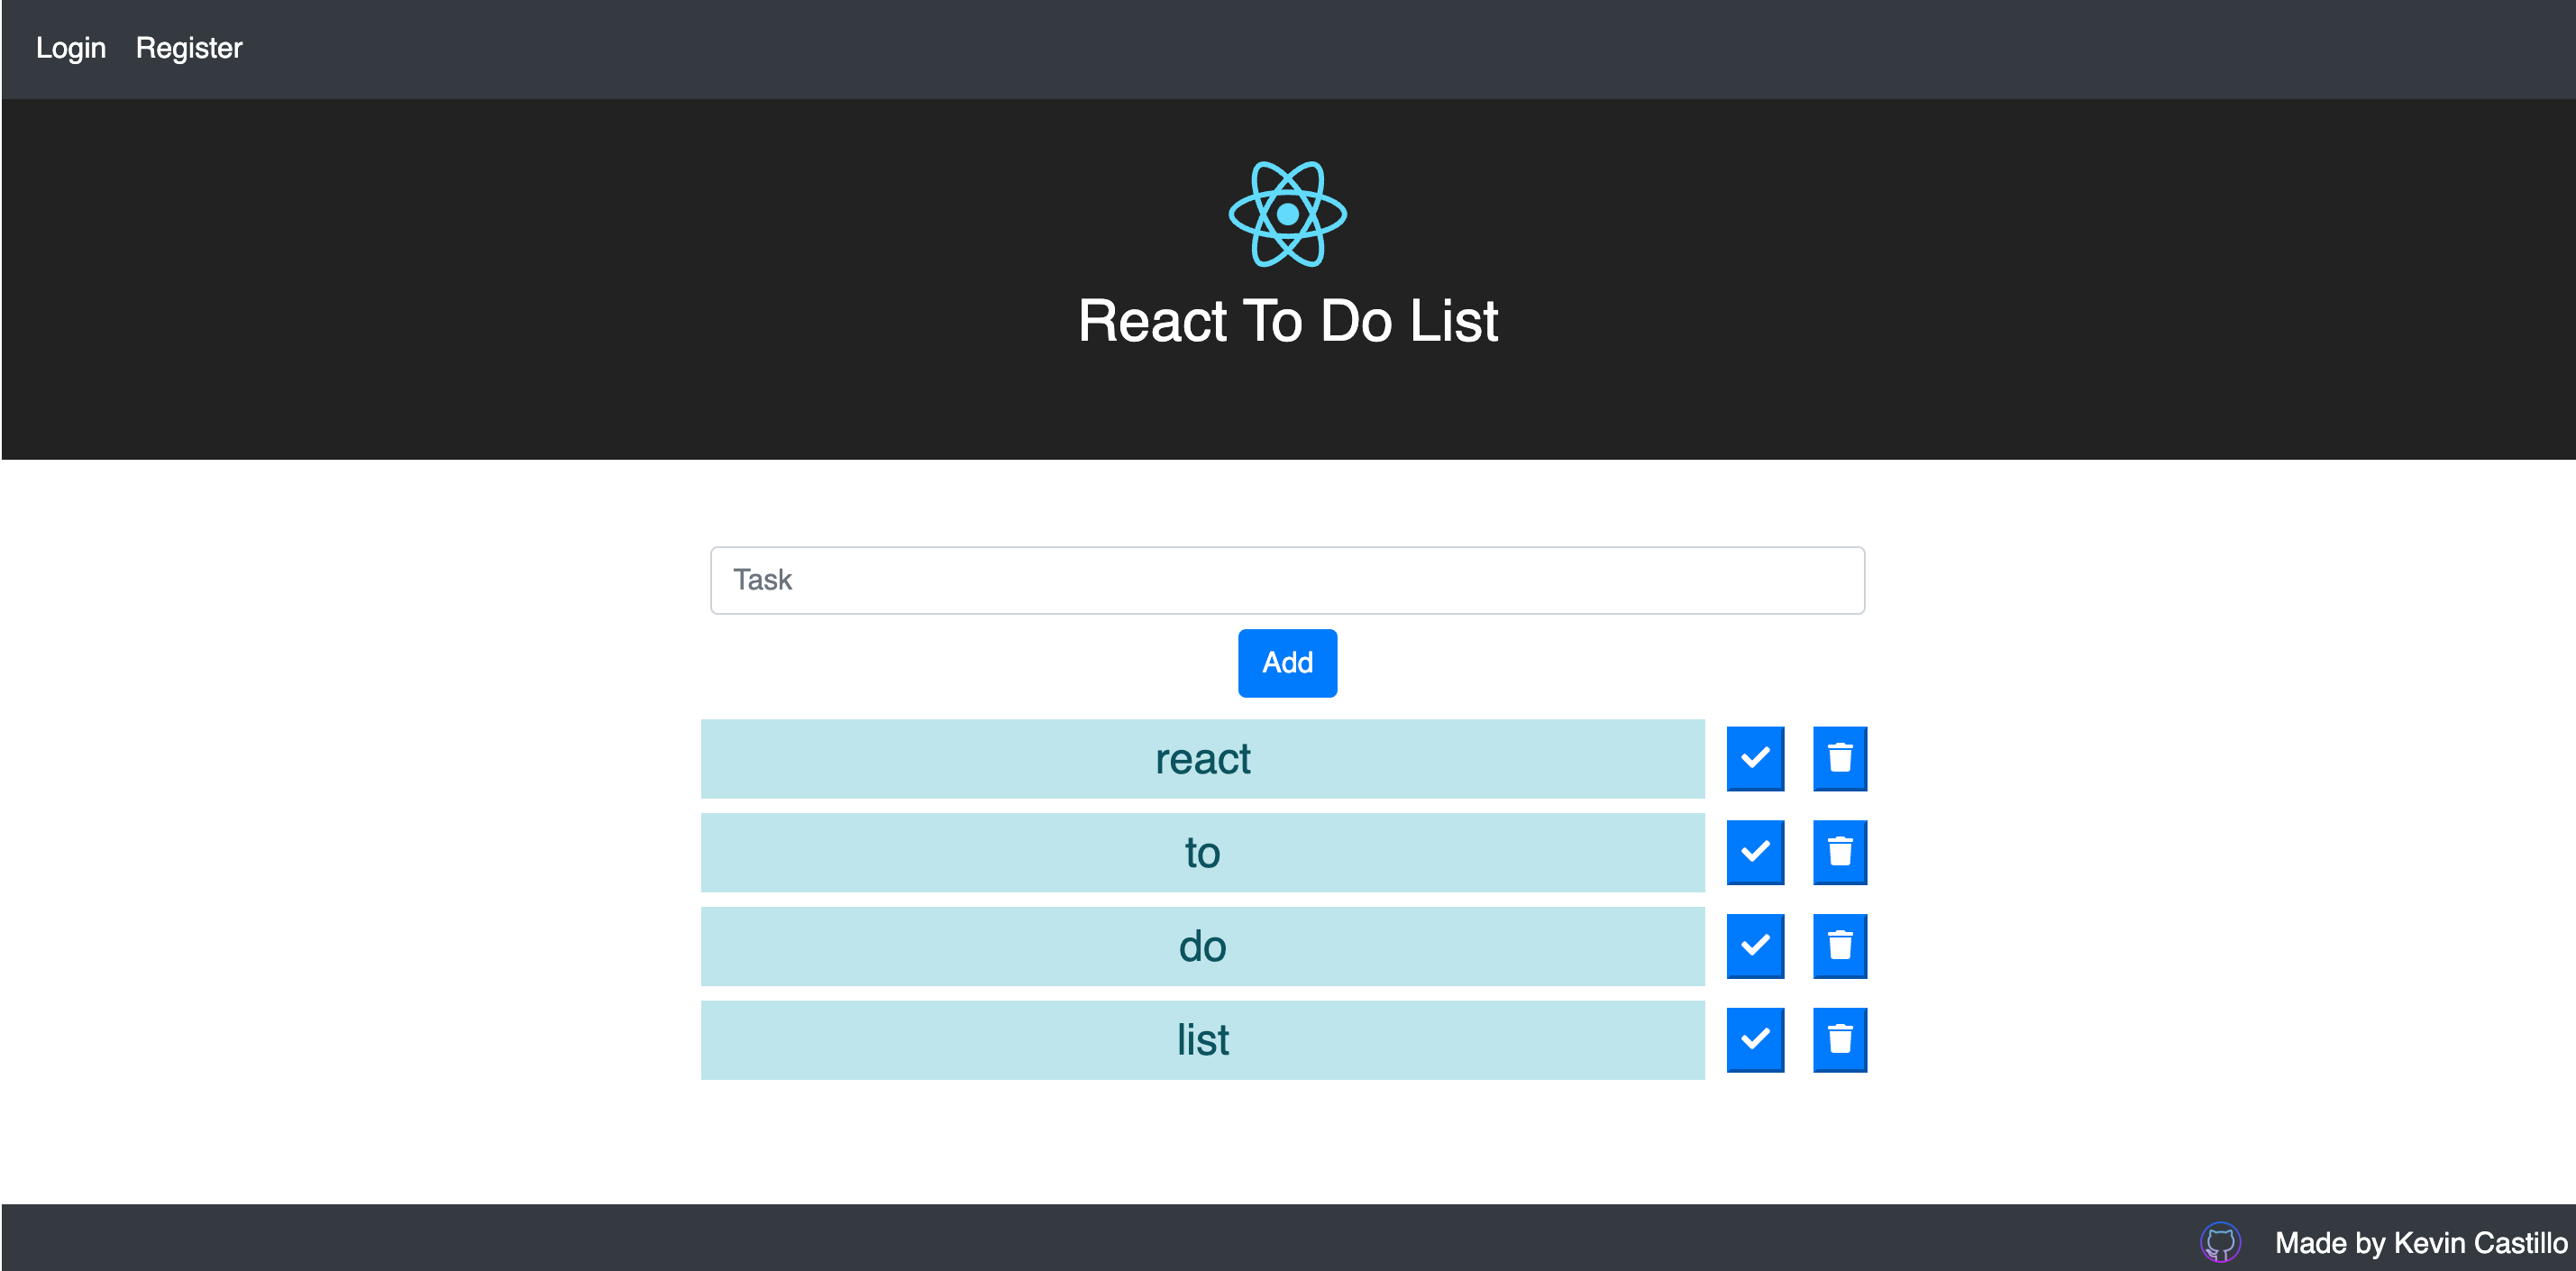 Login Register
React To Do List
Task
Add
react
to
do
list
Made by Kevin Castillo